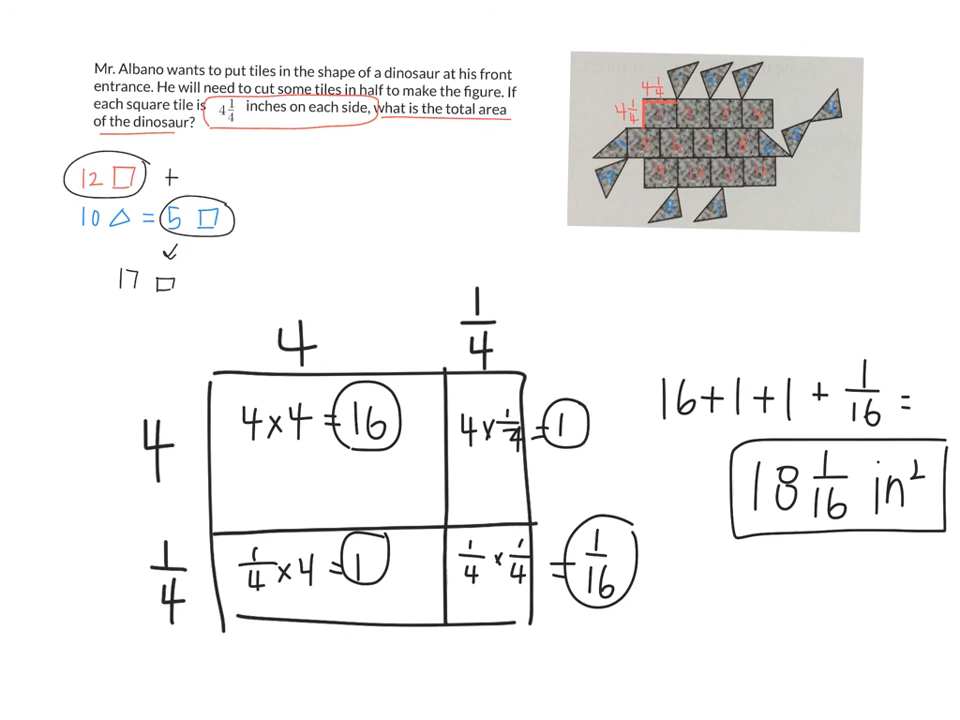 Mr. Albano wants to put tiles in the shape of a dinosaur at his front
entrance. He will need to cut some tiles in half to make the figure. If
each square tile is 4 1/4 inches on each side, what is the total area
of the dinosaur?
4 1/4
4 1/4
12 □ +
10 △ = 5 □
17 □
4 1/4
4 4×4 = 16 4×1/4 = 1
1/4 1/4×4 = 1 1/4×1/4 = 1/16
16+1+1+1/16 =
18 1/16 in²